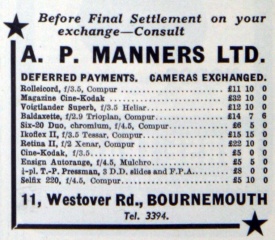 Before Final Settlement on your
exchange—Consult
A. P. MANNERS LTD.
DEFERRED PAYMENTS. CAMERAS EXCHANGED.
Rolleicord, f/3.5, Compur £11 10 0
Magazine Cine-Kodak £32 10 0
Voigtlander Superb, f/3.5 Heliar £12 10 0
Baldaxette, f/2.9 Trioplan, Compur £14 7 6
Six-20 Duo, chromium, f/4.5, Compur £6 5 0
Ikoflex II, f/3.5 Tessar, Compur £15 15 0
Retina II, f/2 Xenar, Compur £22 10 0
Cine-Kodak, f/3.5 £5 0 0
Ensign Autorange, f/4.5, Mulchro £5 5 0
¼-pl. T.-P. Pressman, 3 D.D. slides and F.P.A. £8 0 0
Selfix 220, f/4.5, Compur £5 10 0
11, Westover Rd., BOURNEMOUTH
Tel. 3394.